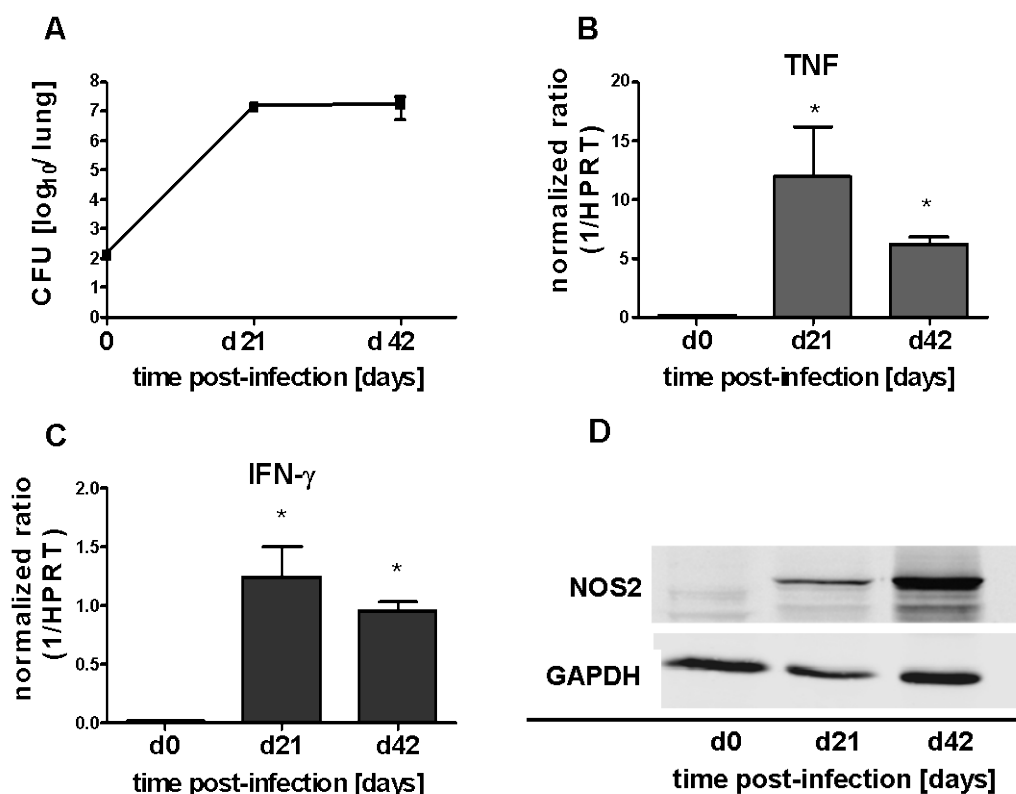 A
CFU [log10/ lung]
8
7
6
5
4
3
2
1
0
0 d 21 d 42
time post-infection [days]
B
TNF
normalized ratio
(1/HPRT)
20
15
10
5
0
*
*
d0 d21 d42
time post-infection [days]
C
IFN-γ
normalized ratio
(1/HPRT)
2.0
1.5
1.0
0.5
0.0
*
*
d0 d21 d42
time post-infection [days]
D
NOS2
GAPDH
d0 d21 d42
time post-infection [days]